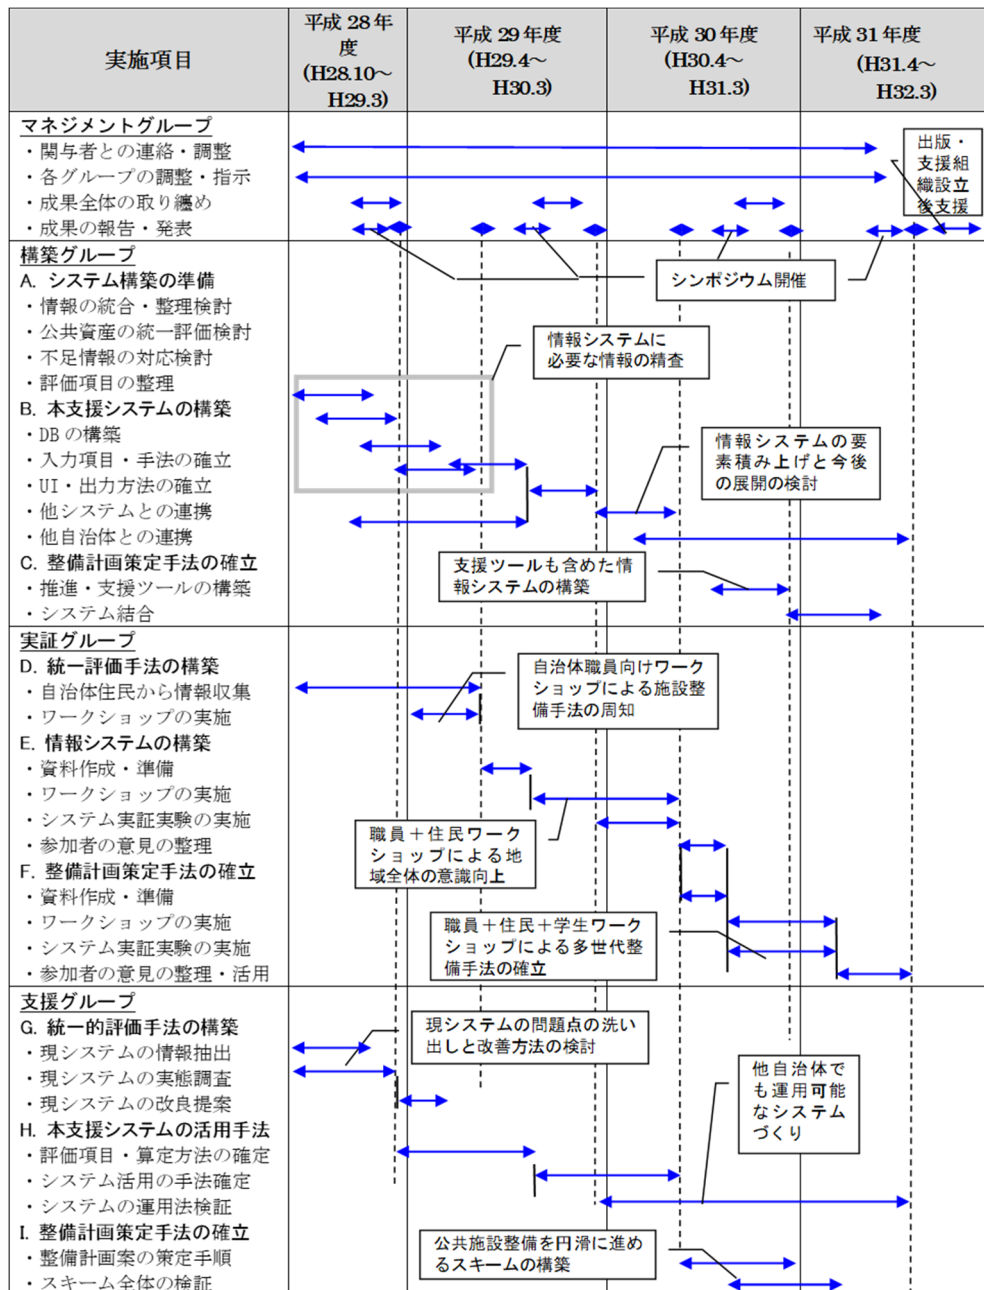 実施項目
平成 28 年
度
(H28.10～
H29.3)
平成 29 年度
(H29.4～
H30.3)
平成 30 年度
(H30.4～
H31.3)
平成 31 年度
(H31.4～
H32.3)
マネジメントグループ
・関与者との連絡・調整
・各グループの調整・指示
・成果全体の取り纏め
・成果の報告・発表
出版・
支援組
織設立
後支援
シンポジウム開催
構築グループ
A. システム構築の準備
・情報の統合・整理検討
・公共資産の統一評価検討
・不足情報の対応検討
・評価項目の整理
B. 本支援システムの構築
・DB の構築
・入力項目・手法の確立
・UI・出力方法の確立
・他システムとの連携
・他自治体との連携
C. 整備計画策定手法の確立
・推進・支援ツールの構築
・システム結合
情報システムに
必要な情報の精査
情報システムの要
素積み上げと今後
の展開の検討
支援ツールも含めた情
報システムの構築
実証グループ
D. 統一評価手法の構築
・自治体住民から情報収集
・ワークショップの実施
E. 情報システムの構築
・資料作成・準備
・ワークショップの実施
・システム実証実験の実施
・参加者の意見の整理
F. 整備計画策定手法の確立
・資料作成・準備
・ワークショップの実施
・システム実証実験の実施
・参加者の意見の整理・活用
自治体職員向けワーク
ショップによる施設整
備手法の周知
職員＋住民ワーク
ショップによる地
域全体の意識向上
職員＋住民＋学生ワーク
ショップによる多世代整
備手法の確立
支援グループ
G. 統一的評価手法の構築
・現システムの情報抽出
・現システムの実態調査
・現システムの改良提案
H. 本支援システムの活用手法
・評価項目・算定方法の確定
・システム活用の手法確定
・システムの運用法検証
I. 整備計画策定手法の確立
・整備計画案の策定手順
・スキーム全体の検証
現システムの問題点の洗い
出しと改善方法の検討
他自治体で
も運用可能
なシステム
づくり
公共施設整備を円滑に進め
るスキームの構築